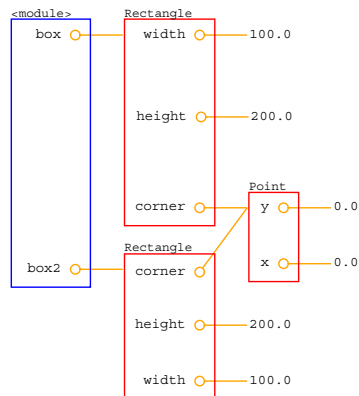 <module> Rectangle
box width 100.0
height 200.0
corner
Point
y 0.0
x 0.0
Rectangle
box2 corner
height 200.0
width 100.0